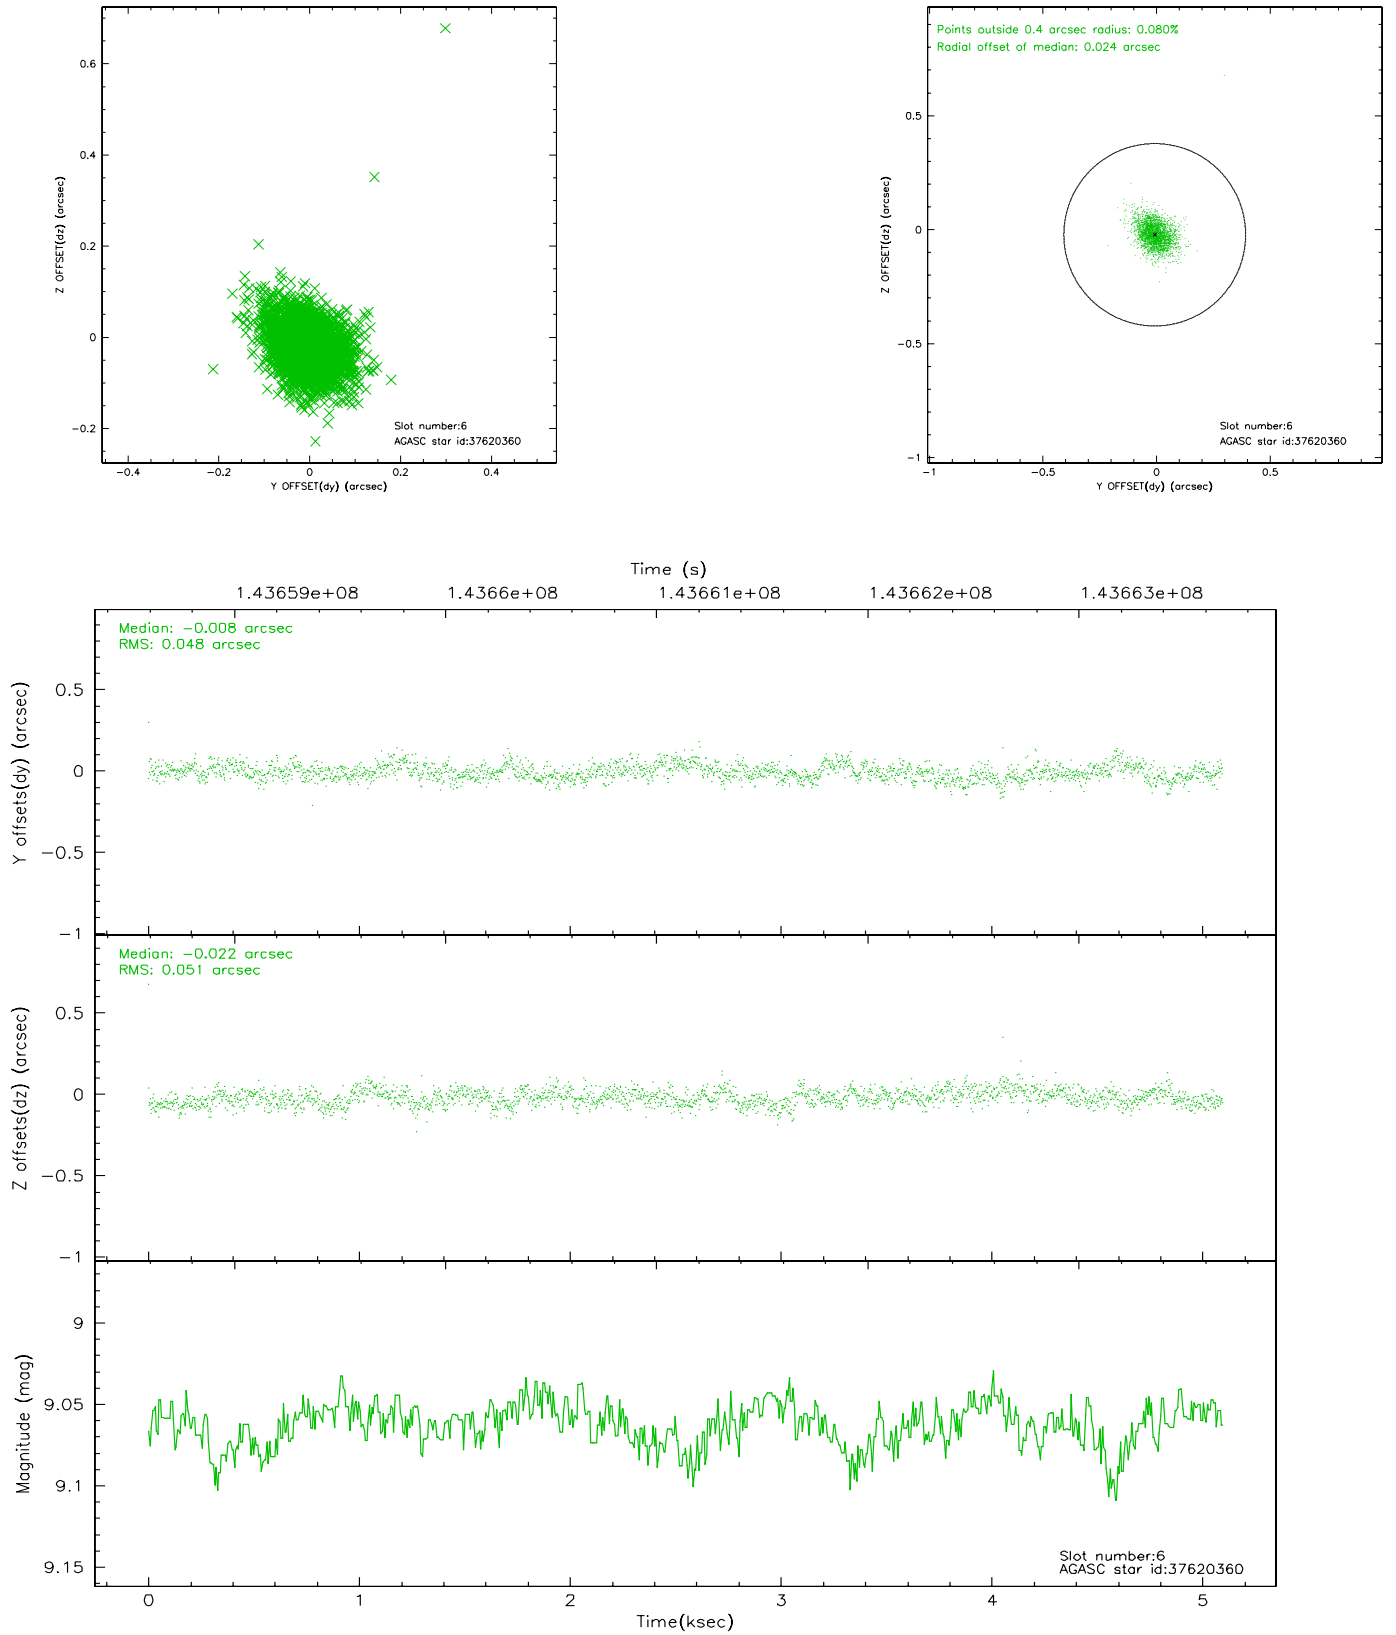 0.6
0.4
0.2
0
−0.2
−0.4
−0.2
0
0.2
0.4
Z OFFSET(dz) (arcsec)
Y OFFSET(dy) (arcsec)
Slot number:6
AGASC star id:37620360
Points outside 0.4 arcsec radius: 0.080%
Radial offset of median: 0.024 arcsec
0.5
0
−0.5
−1
−1
−0.5
0
0.5
Z OFFSET(dz) (arcsec)
Y OFFSET(dy) (arcsec)
Slot number:6
AGASC star id:37620360
Time (s)
1.43659e+08
1.4366e+08
1.43661e+08
1.43662e+08
1.43663e+08
Median: −0.008 arcsec
RMS: 0.048 arcsec
Y offsets(dy) (arcsec)
0.5
0
−0.5
−1
Median: −0.022 arcsec
RMS: 0.051 arcsec
Z offsets(dz) (arcsec)
0.5
0
−0.5
−1
Magnitude (mag)
9
9.05
9.1
9.15
Slot number:6
AGASC star id:37620360
0
1
2
3
4
5
Time(ksec)